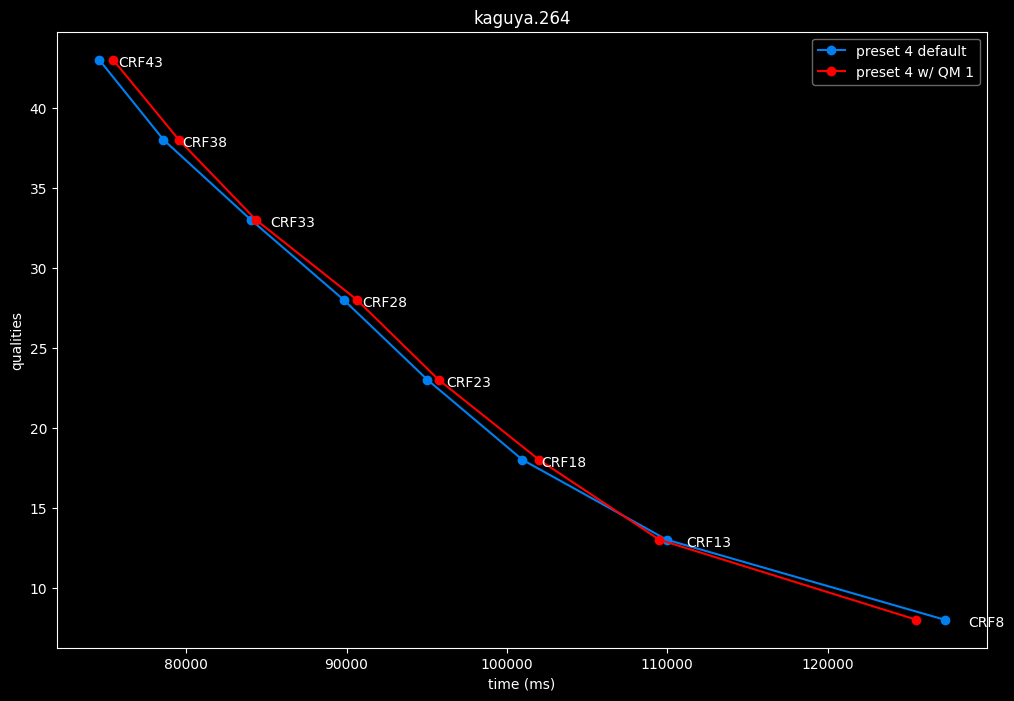 kaguya.264
preset 4 default
preset 4 w/ QM 1
CRF43
CRF38
CRF33
CRF28
CRF23
CRF18
CRF13
CRF8
40
35
30
25
20
15
10
qualities
80000
90000
100000
110000
120000
time (ms)